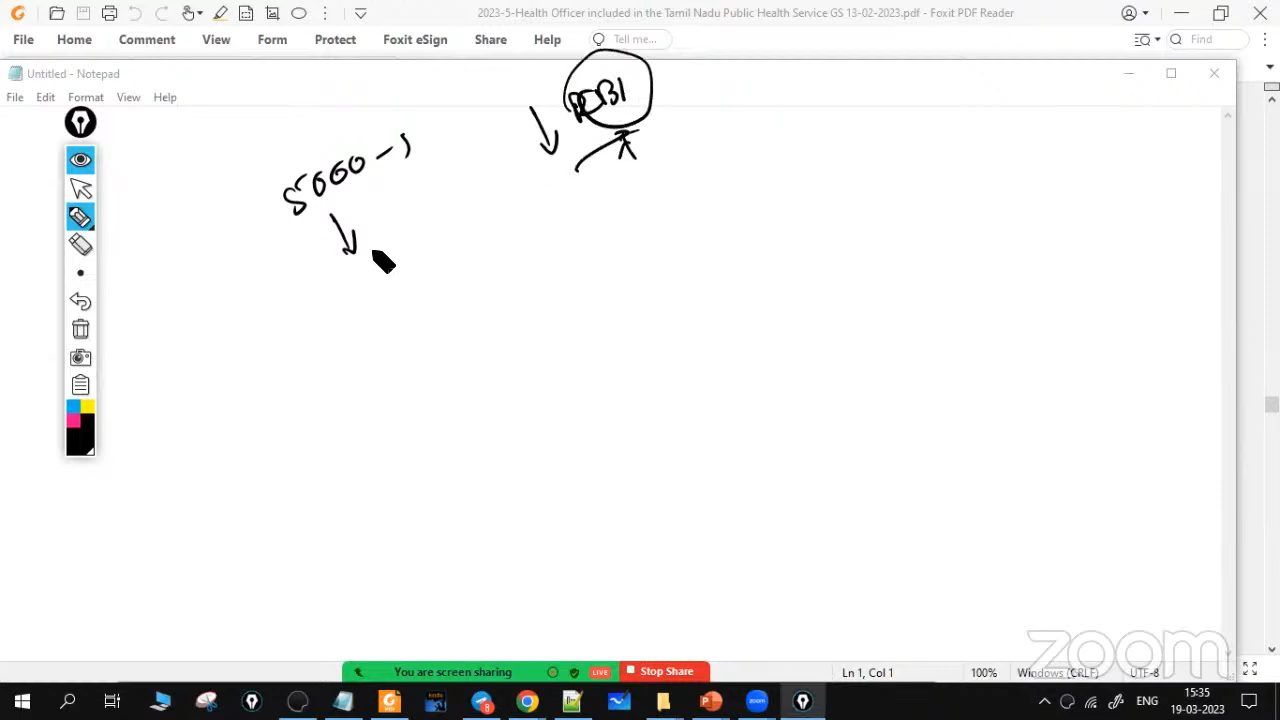 2023-5-Health Officer included in the Tamil Nadu Public Health Service GS 13-02-2023.pdf - Foxit PDF Reader
File Home Comment View Form Protect Foxit eSign Share Help Tell me... Find
Untitled - Notepad
File Edit Format View Help
5000 -
zoom
You are screen sharing LIVE Stop Share Ln 1, Col 1 100% Windows (CRLF) UTF-8
ENG 15:35
19-03-2023